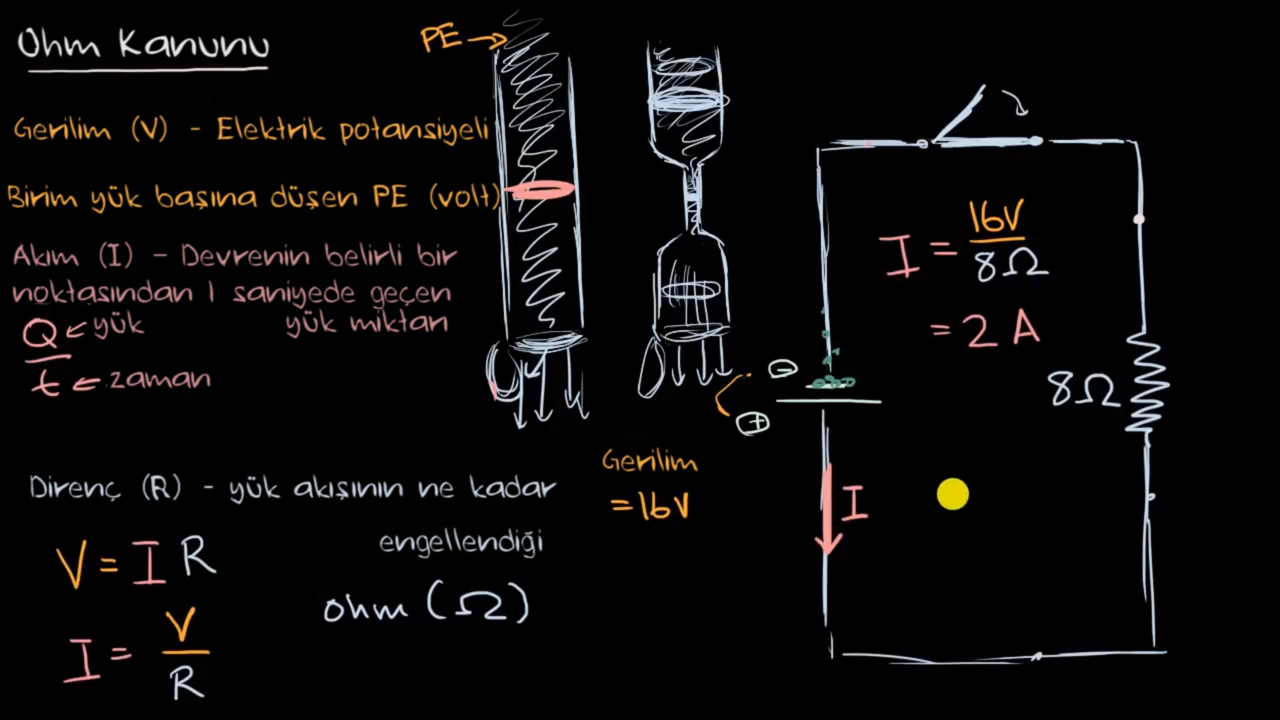 Ohm Kanunu
PE
Gerilim (V) - Elektrik potansiyeli
Birim yük başına düşen PE (volt)
Akım (I) - Devrenin belirli bir
noktasından 1 saniyede geçen
yük miktarı
Q ← yük
t ← zaman
Direnç (R) - yük akışının ne kadar
engellendiği
ohm (Ω)
V = I R
I = V
R
Gerilim
= 16V
-
+
I
I = 16V
8Ω
= 2 A
8Ω